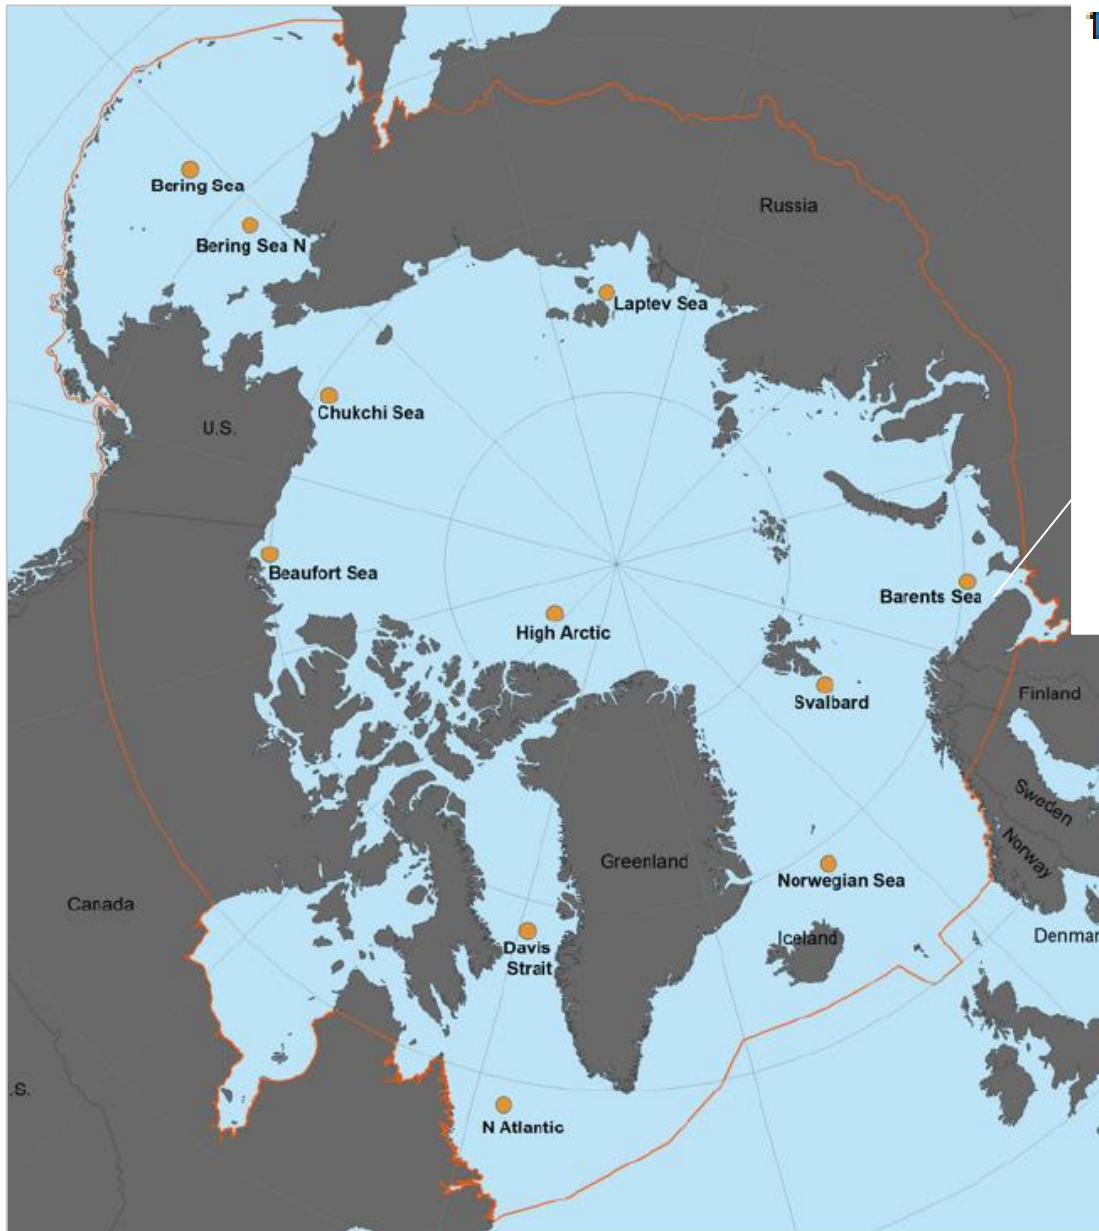 Bering Sea
Bering Sea N
Russia
Laptev Sea
Chukchi Sea
U.S.
Beaufort Sea
Barents Sea
High Arctic
Finland
Svalbard
Sweden
Norway
Greenland
Norwegian Sea
Canada
Iceland
Denmar
Davis
Strait
.S.
N Atlantic